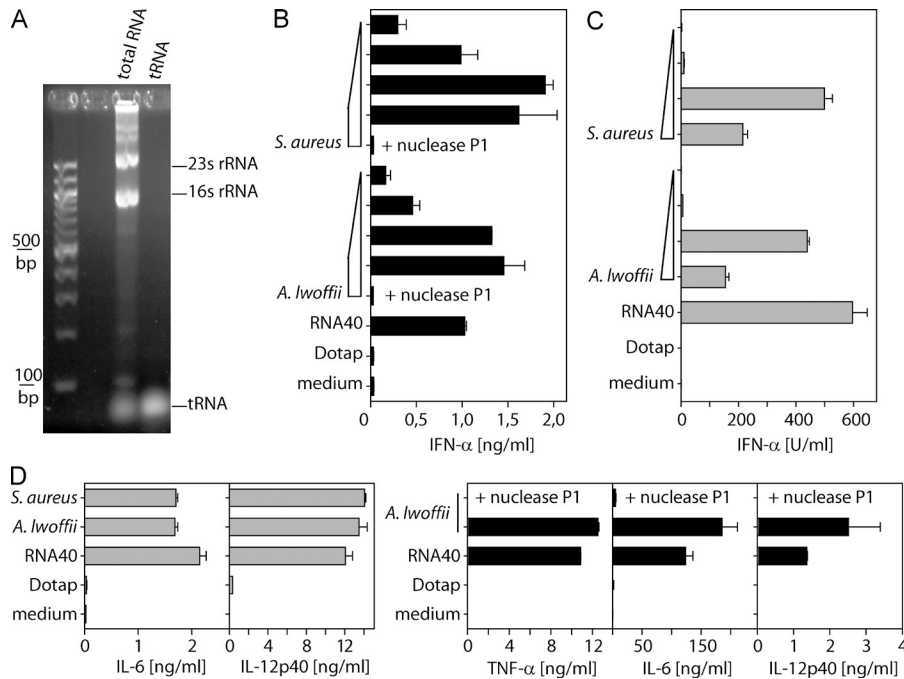 A
total RNA
tRNA
23s rRNA
16s rRNA
500
bp
100
bp
tRNA
B
S. aureus
+ nuclease P1
A. lwoffii
+ nuclease P1
RNA40
Dotap
medium
0 0,5 1,0 1,5 2,0
IFN-α [ng/ml]
C
S. aureus
A. lwoffii
RNA40
Dotap
medium
0 200 400 600
IFN-α [U/ml]
D
S. aureus
A. lwoffii
RNA40
Dotap
medium
0 1 2
IL-6 [ng/ml]
0 4 8 12
IL-12p40 [ng/ml]
A. lwoffii
RNA40
Dotap
medium
+ nuclease P1
0 4 8 12
TNF-α [ng/ml]
+ nuclease P1
50 150
IL-6 [ng/ml]
+ nuclease P1
0 1 2 3 4
IL-12p40 [ng/ml]